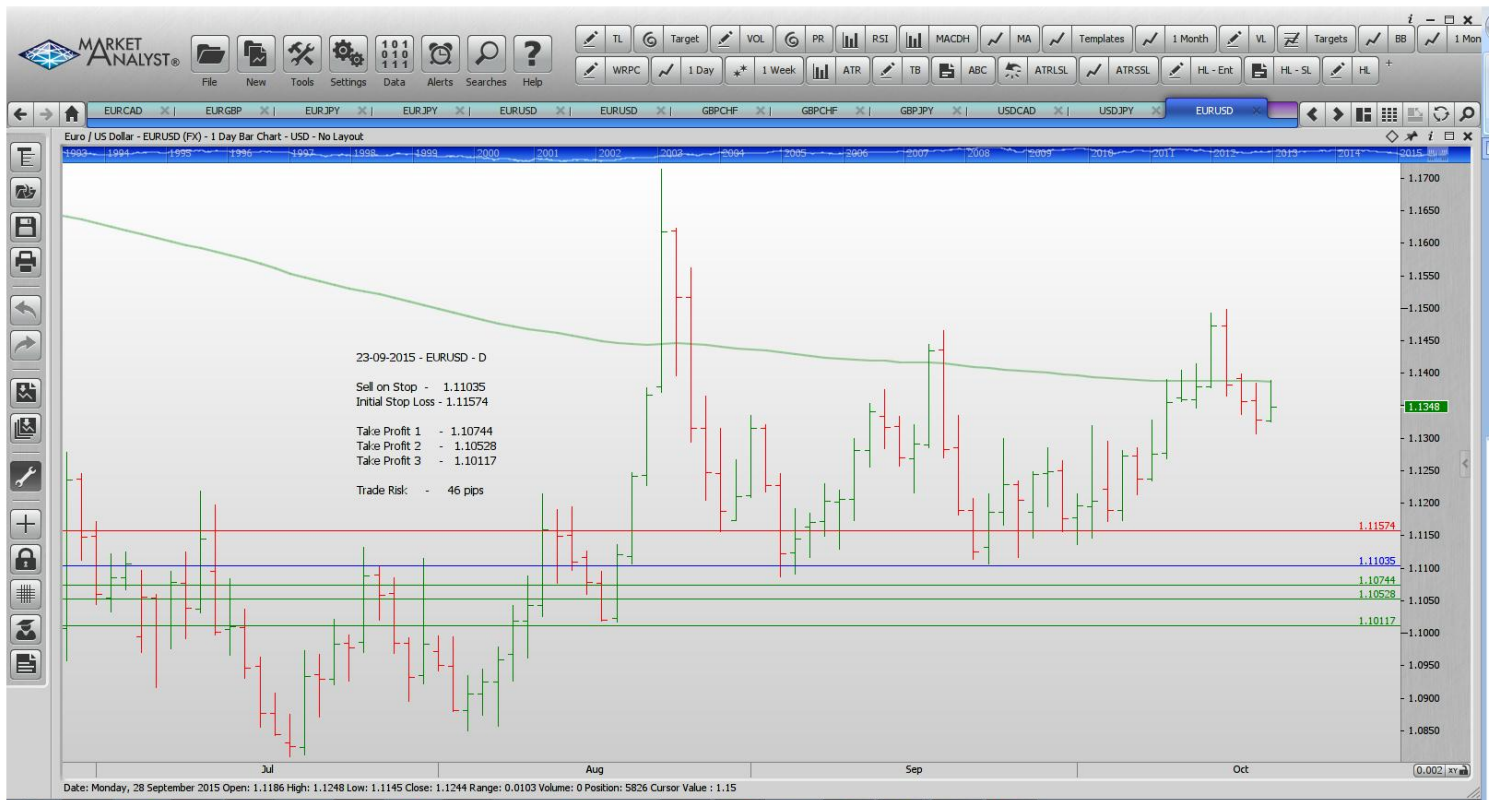 i
MARKET ANALYST®
File New Tools Settings Data Alerts Searches Help
101
010
111
TL Target VOL PR RSI MACDH MA Templates 1 Month VL Targets BB 1 Mon
WRPC 1 Day 1 Week ATR TB ABC ATRLSL ATRSSL HL - Ent HL - SL HL +
EURCAD EURGBP EURJPY EURJPY EURUSD EURUSD GBPCHF GBPCHF GBPJPY USDCAD USDJPY EURUSD
Euro / US Dollar - EURUSD (FX) - 1 Day Bar Chart - USD - No Layout
1993 1994 1995 1996 1997 1998 1999 2000 2001 2002 2003 2004 2005 2006 2007 2008 2009 2010 2011 2012 2013 2014 2015
1.1700
1.1650
1.1600
1.1550
1.1500
1.1450
1.1400
1.1348
1.1300
1.1250
1.1200
1.1150
1.1100
1.1050
1.1000
1.0950
1.0900
1.0850
23-09-2015 - EURUSD - D
Sell on Stop - 1.11035
Initial Stop Loss - 1.11574
Take Profit 1 - 1.10744
Take Profit 2 - 1.10528
Take Profit 3 - 1.10117
Trade Risk - 46 pips
1.11574
1.11035
1.10744
1.10528
1.10117
Jul Aug Sep Oct
0.002 XY
Date: Monday, 28 September 2015 Open: 1.1186 High: 1.1248 Low: 1.1145 Close: 1.1244 Range: 0.0103 Volume: 0 Position: 5826 Cursor Value : 1.15